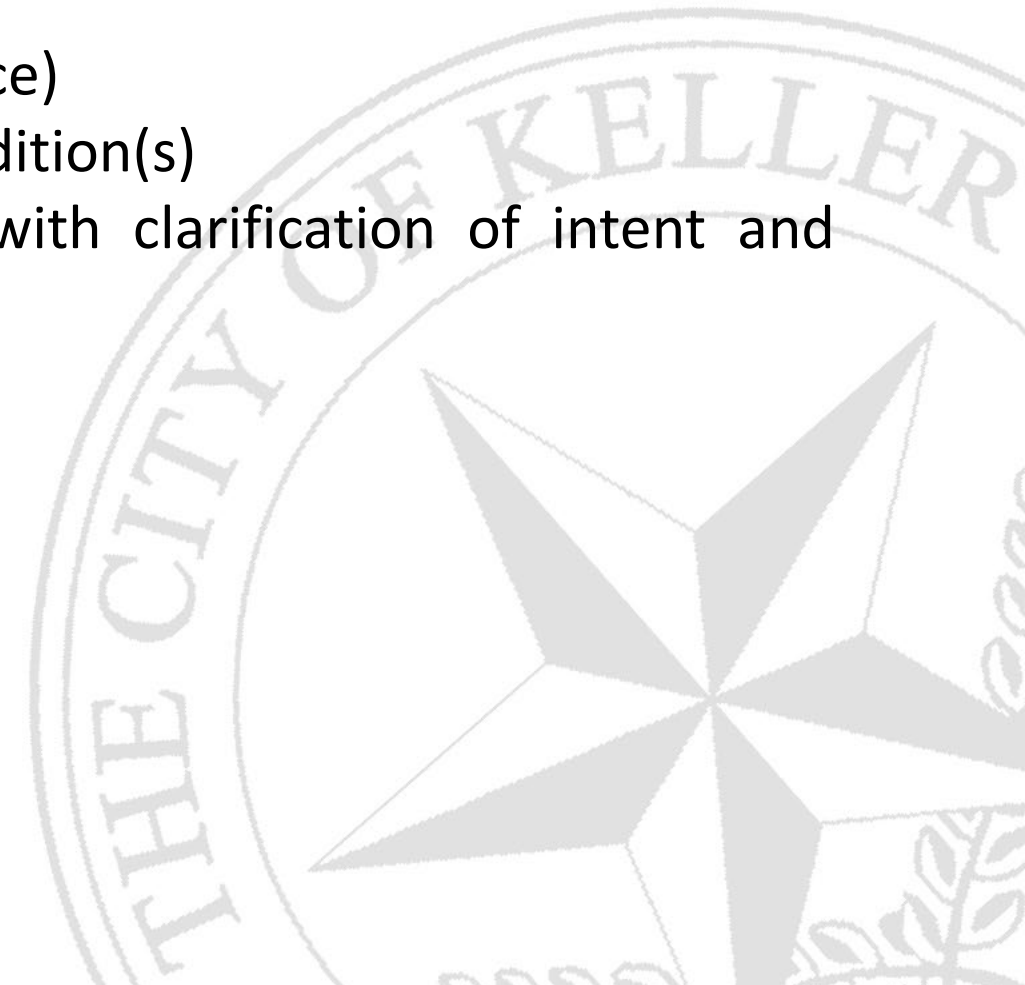 ce)
dition(s)
with clarification of intent and
THE CITY OF KELLER